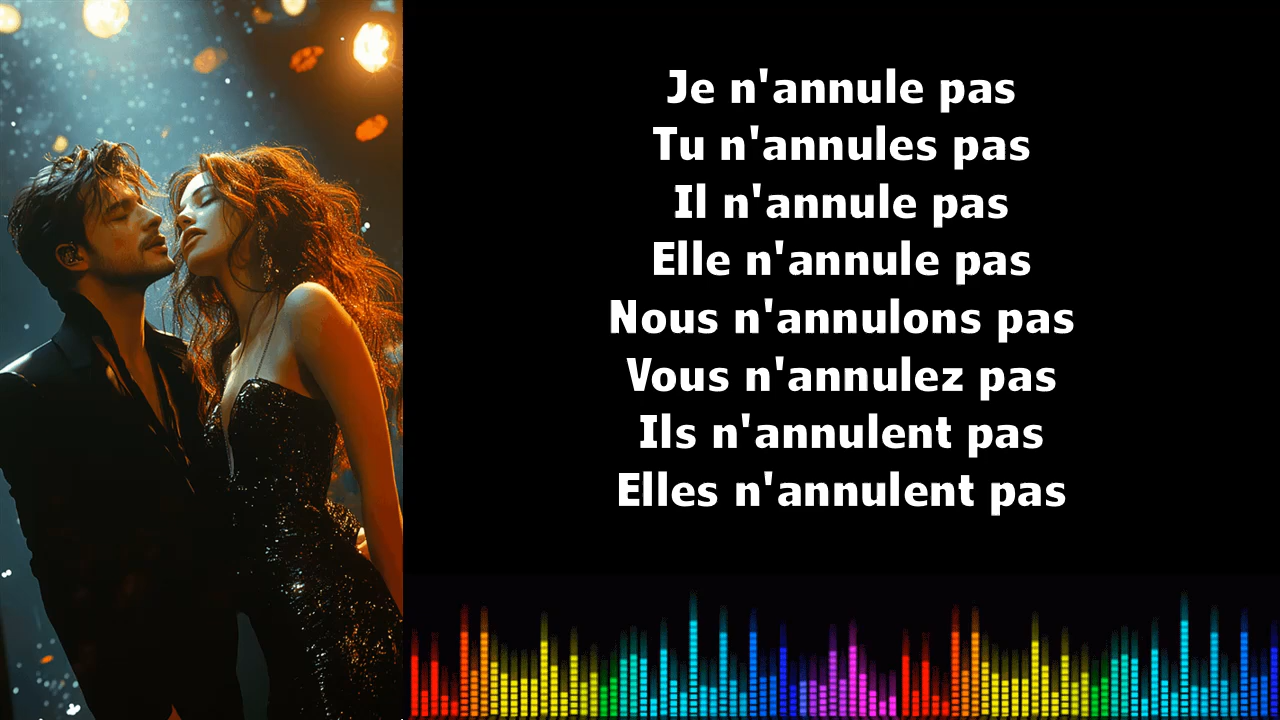 Je n'annule pas
Tu n'annules pas
Il n'annule pas
Elle n'annule pas
Nous n'annulons pas
Vous n'annulez pas
Ils n'annulent pas
Elles n'annulent pas